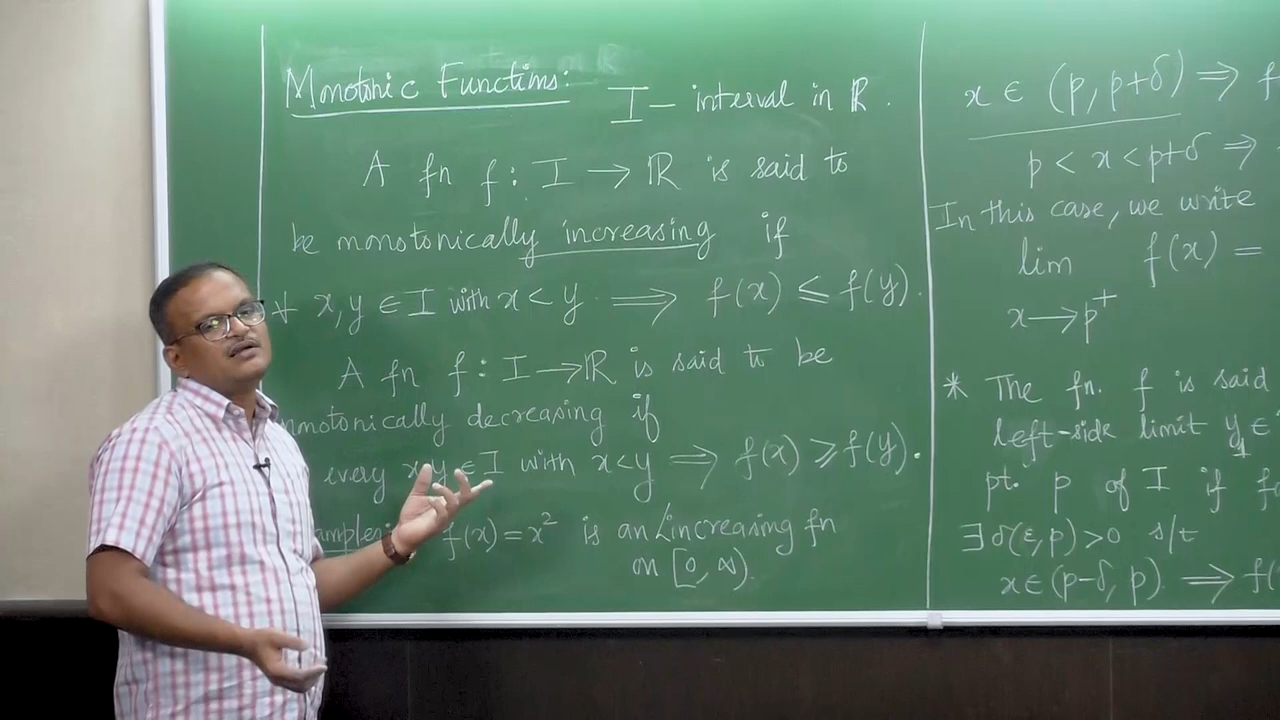 Monotonic Functions: I - interval in R.
A fn f: I → R is said to
be monotonically increasing if
∀ x, y ∈ I with x < y ⟹ f(x) ≤ f(y).
A fn f: I → R is said to be
monotonically decreasing if
every x, y ∈ I with x < y ⟹ f(x) ≥ f(y).
f(x) = x² is an increasing fn
on [0, ∞).
x ∈ (p, p+δ) ⟹ f
p < x < p+δ ⟹
In this case, we write
lim f(x) =
x → p⁺
* The fn. f is said
left-side limit y ∈
pt. p of I if
∃ δ(ε, p) > 0 s/t
x ∈ (p-δ, p) ⟹ f(